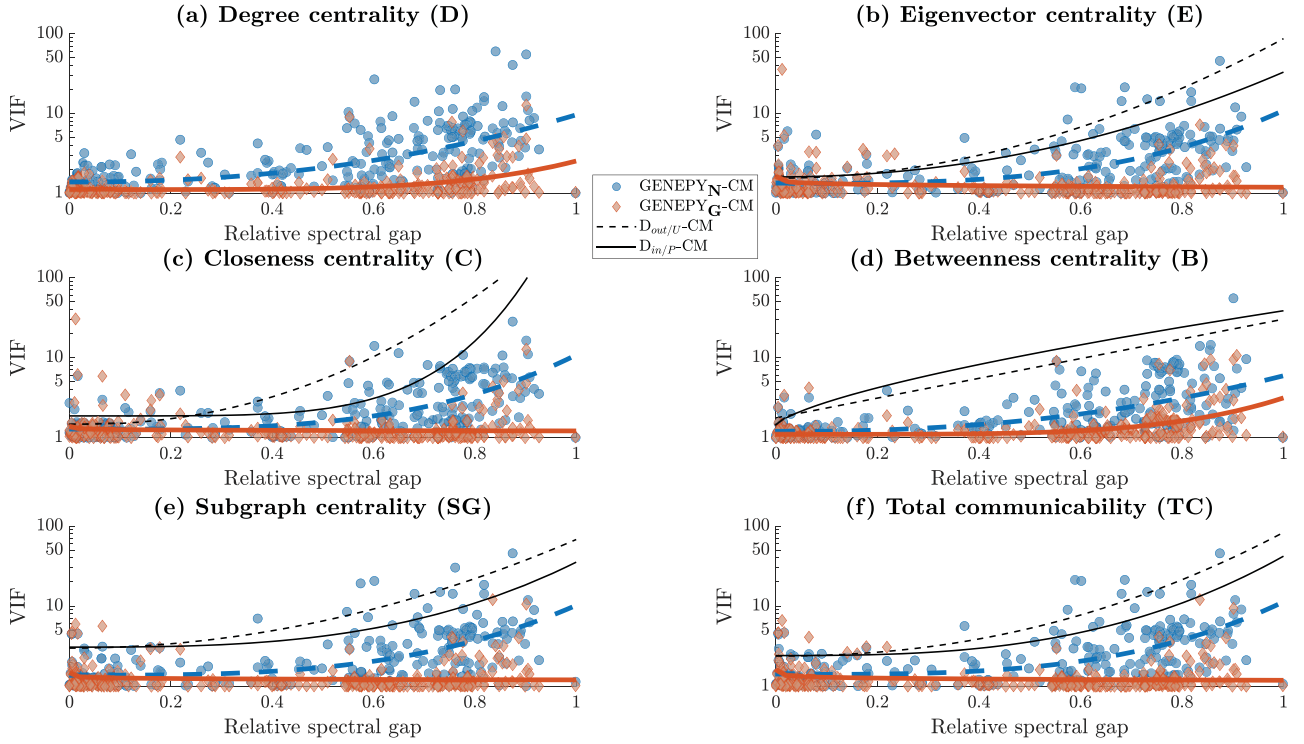 (a) Degree centrality (D)
100
50
10
5
1
VIF
0 0.2 0.4 0.6 0.8 1
Relative spectral gap
(b) Eigenvector centrality (E)
100
50
10
5
1
VIF
0 0.2 0.4 0.6 0.8 1
Relative spectral gap
GENEPY_N-CM
GENEPY_G-CM
D_out/U-CM
D_in/P-CM
(c) Closeness centrality (C)
100
50
10
5
1
VIF
0 0.2 0.4 0.6 0.8 1
Relative spectral gap
(d) Betweenness centrality (B)
100
50
10
5
1
VIF
0 0.2 0.4 0.6 0.8 1
Relative spectral gap
(e) Subgraph centrality (SG)
100
50
10
5
1
VIF
0 0.2 0.4 0.6 0.8 1
Relative spectral gap
(f) Total communicability (TC)
100
50
10
5
1
VIF
0 0.2 0.4 0.6 0.8 1
Relative spectral gap